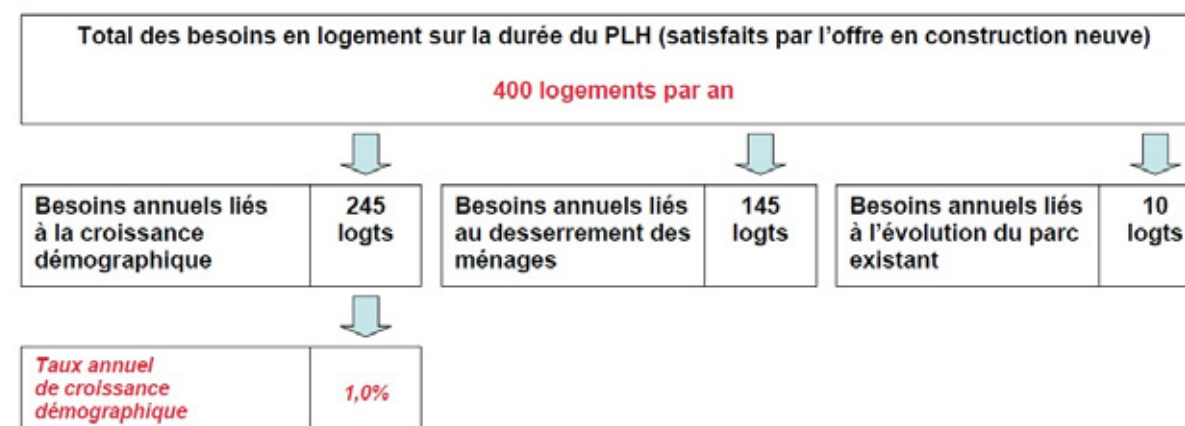 Total des besoins en logement sur la durée du PLH (satisfaits par l'offre en construction neuve)
400 logements par an
Besoins annuels liés
à la croissance
démographique
245
logts
Besoins annuels liés
au desserrement des
ménages
145
logts
Besoins annuels liés
à l'évolution du parc
existant
10
logts
Taux annuel
de croissance
démographique
1,0%